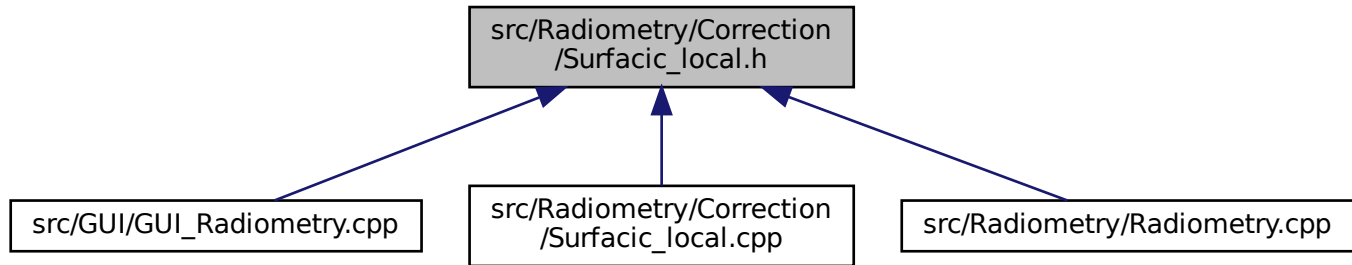 src/Radiometry/Correction
/Surfacic_local.h
src/GUI/GUI_Radiometry.cpp
src/Radiometry/Correction
/Surfacic_local.cpp
src/Radiometry/Radiometry.cpp